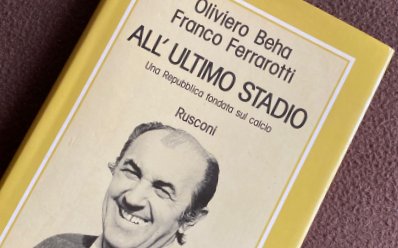 Oliviero Beha
Franco Ferrarotti
ALL' ULTIMO STADIO
Una Repubblica fondata sul calcio
Rusconi